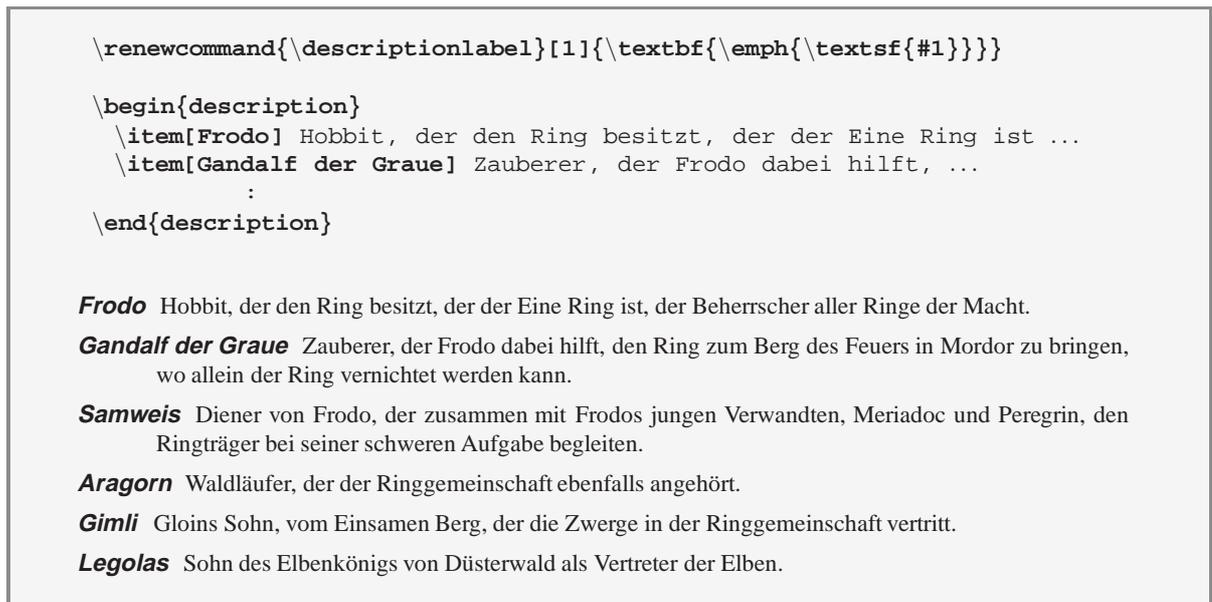 \renewcommand{\descriptionlabel}[1]{\textbf{\emph{\textsf{#1}}}}
\begin{description}
\item[Frodo] Hobbit, der den Ring besitzt, der der Eine Ring ist ...
\item[Gandalf der Graue] Zauberer, der Frodo dabei hilft, ...
:
\end{description}
Frodo Hobbit, der den Ring besitzt, der der Eine Ring ist, der Beherrscher aller Ringe der Macht.
Gandalf der Graue Zauberer, der Frodo dabei hilft, den Ring zum Berg des Feuers in Mordor zu bringen,
wo allein der Ring vernichtet werden kann.
Samweis Diener von Frodo, der zusammen mit Frodos jungen Verwandten, Meriadoc und Peregrin, den
Ringträger bei seiner schweren Aufgabe begleiten.
Aragorn Waldläufer, der der Ringgemeinschaft ebenfalls angehört.
Gimli Gloins Sohn, vom Einsamen Berg, der die Zwerge in der Ringgemeinschaft vertritt.
Legolas Sohn des Elbenkönigs von Düsterwald als Vertreter der Elben.